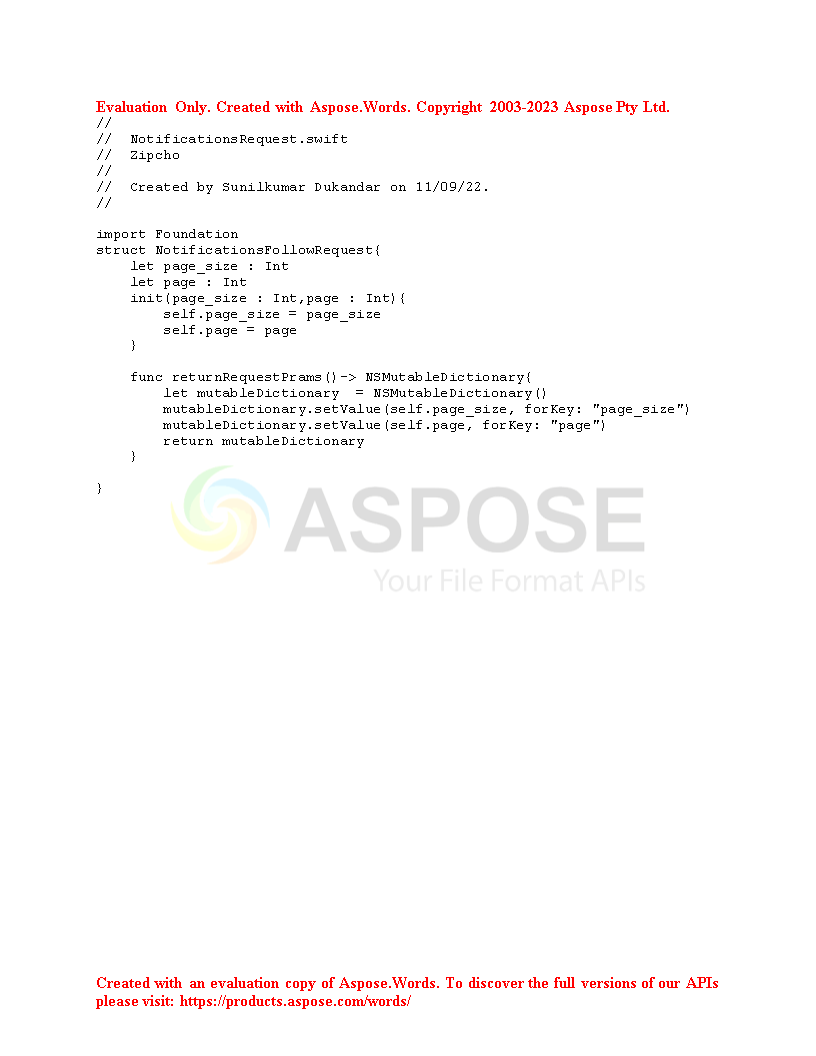 Evaluation Only. Created with Aspose.Words. Copyright 2003-2023 Aspose Pty Ltd.
//
//  NotificationsRequest.swift
//  Zipcho
//
//  Created by Sunilkumar Dukandar on 11/09/22.
//

import Foundation
struct NotificationsFollowRequest{
    let page_size : Int
    let page : Int
    init(page_size : Int,page : Int){
        self.page_size = page_size
        self.page = page
    }

    func returnRequestPrams()-> NSMutableDictionary{
        let mutableDictionary  = NSMutableDictionary()
        mutableDictionary.setValue(self.page_size, forKey: "page_size")
        mutableDictionary.setValue(self.page, forKey: "page")
        return mutableDictionary
    }

}
ASPOSE
Your File Format APIs
Created with an evaluation copy of Aspose.Words. To discover the full versions of our APIs
please visit: https://products.aspose.com/words/